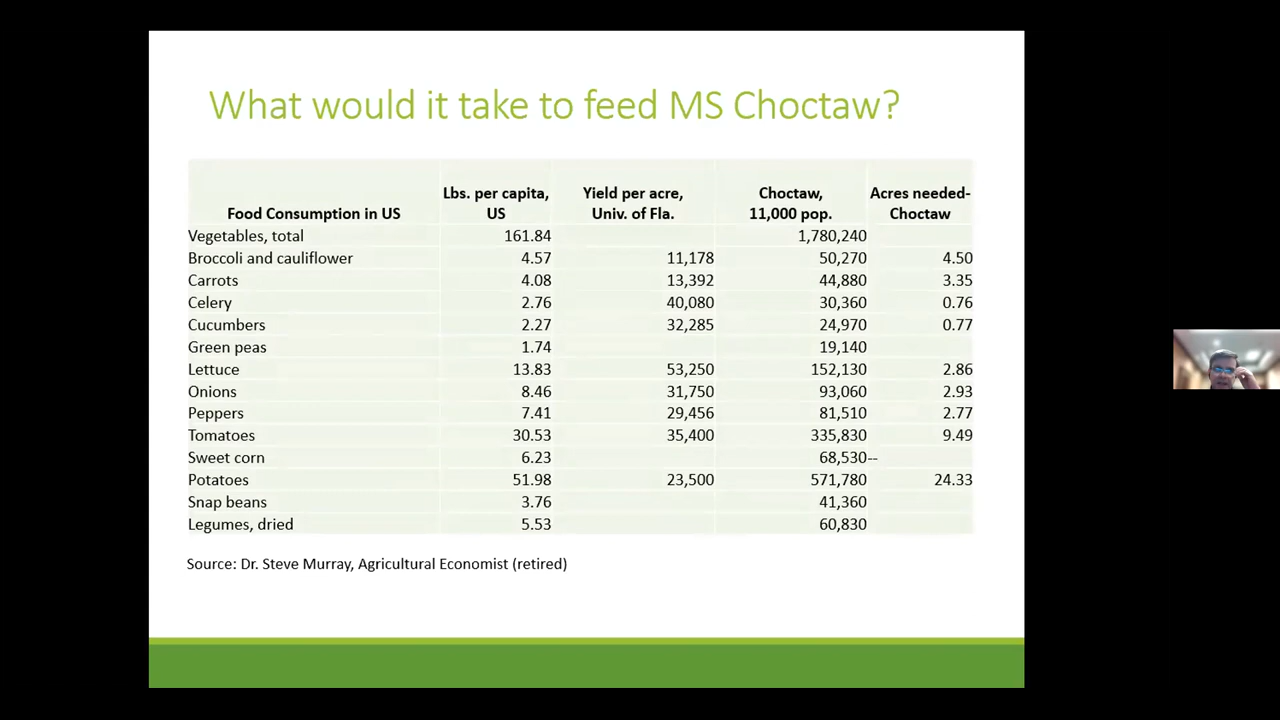 What would it take to feed MS Choctaw?
Food Consumption in US Lbs. per capita, US Yield per acre, Univ. of Fla. Choctaw, 11,000 pop. Acres needed- Choctaw
Vegetables, total 161.84 1,780,240
Broccoli and cauliflower 4.57 11,178 50,270 4.50
Carrots 4.08 13,392 44,880 3.35
Celery 2.76 40,080 30,360 0.76
Cucumbers 2.27 32,285 24,970 0.77
Green peas 1.74 19,140
Lettuce 13.83 53,250 152,130 2.86
Onions 8.46 31,750 93,060 2.93
Peppers 7.41 29,456 81,510 2.77
Tomatoes 30.53 35,400 335,830 9.49
Sweet corn 6.23 68,530--
Potatoes 51.98 23,500 571,780 24.33
Snap beans 3.76 41,360
Legumes, dried 5.53 60,830
Source: Dr. Steve Murray, Agricultural Economist (retired)